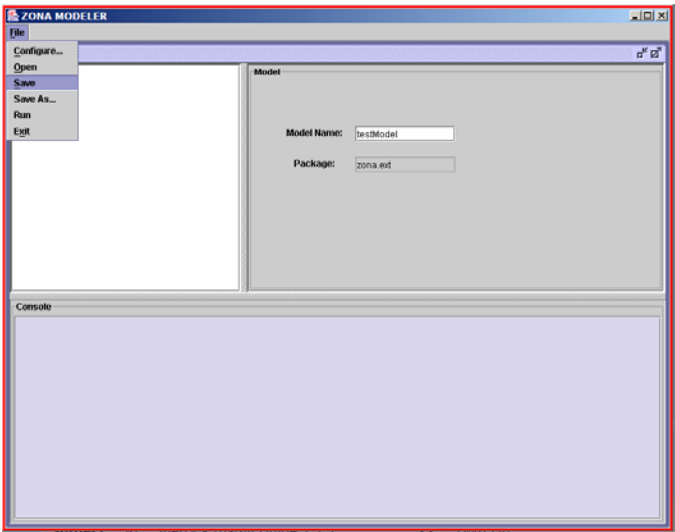 ZONA MODELER
File
Configure...
Open
Save
Save As...
Run
Exit
Model
Model Name: testModel
Package: zona.ext
Console